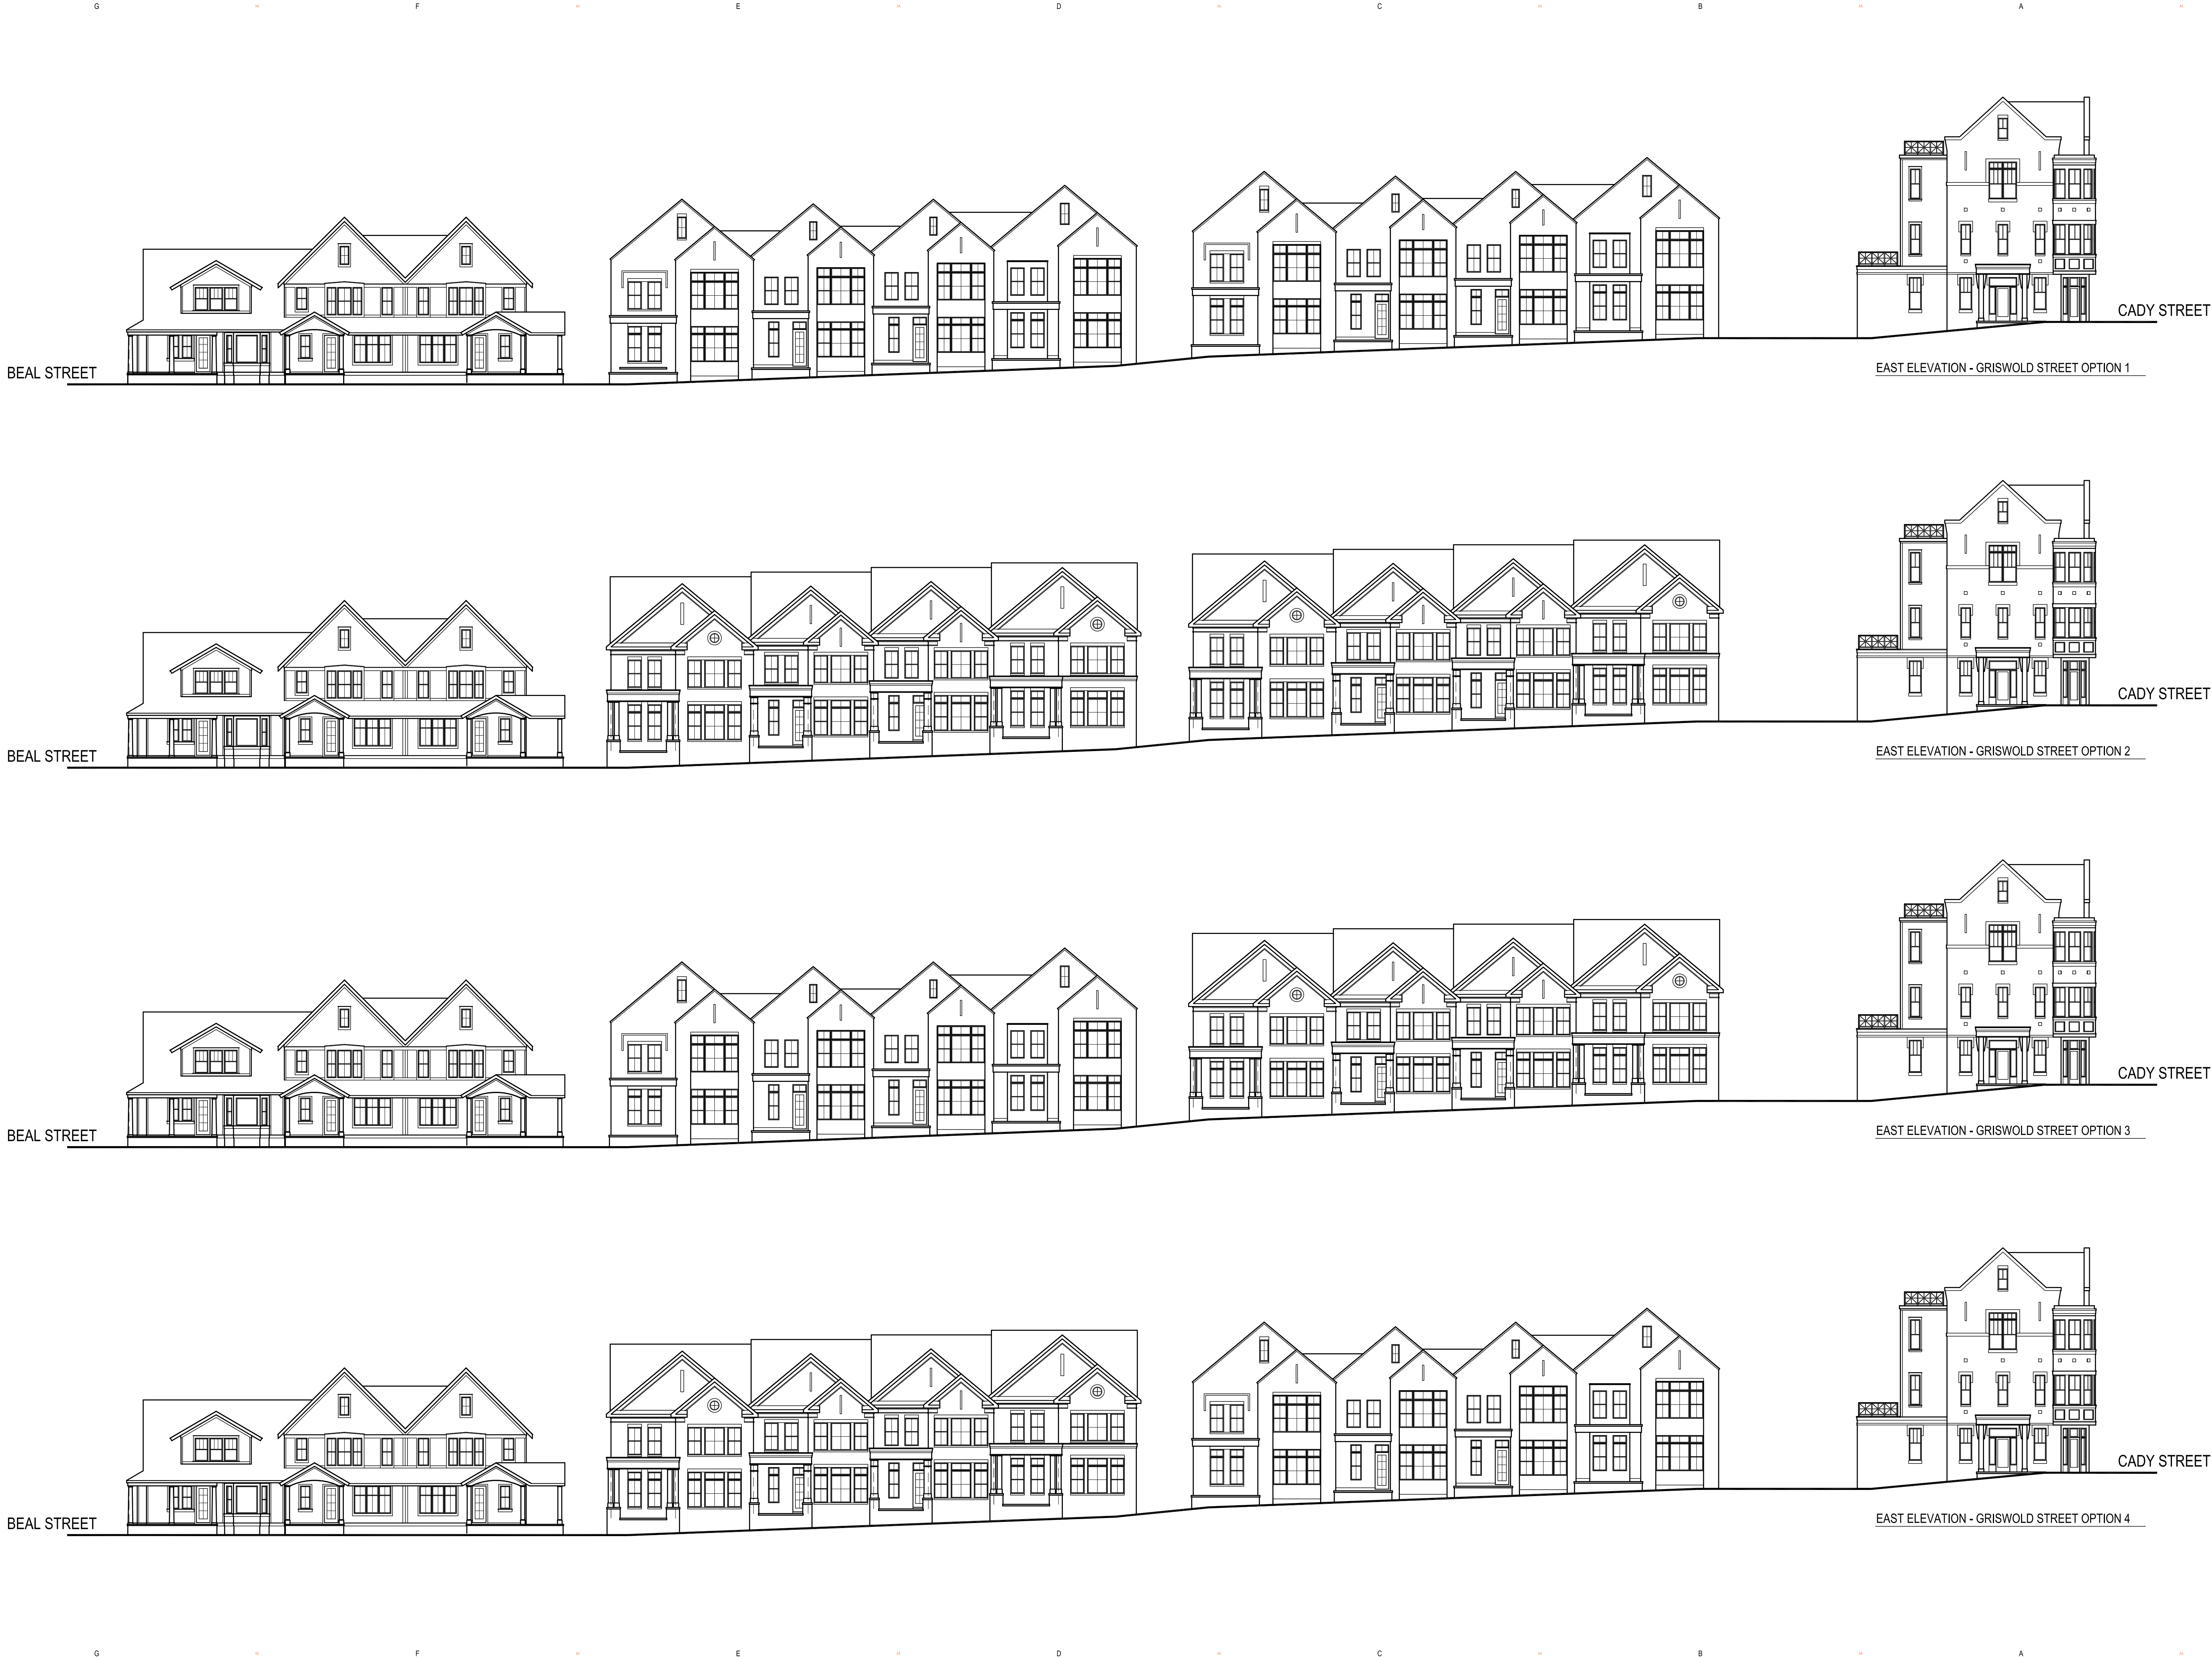 G F E D C B A
CADY STREET
BEAL STREET
EAST ELEVATION - GRISWOLD STREET OPTION 1
CADY STREET
BEAL STREET
EAST ELEVATION - GRISWOLD STREET OPTION 2
CADY STREET
BEAL STREET
EAST ELEVATION - GRISWOLD STREET OPTION 3
CADY STREET
BEAL STREET
EAST ELEVATION - GRISWOLD STREET OPTION 4
G F E D C B A